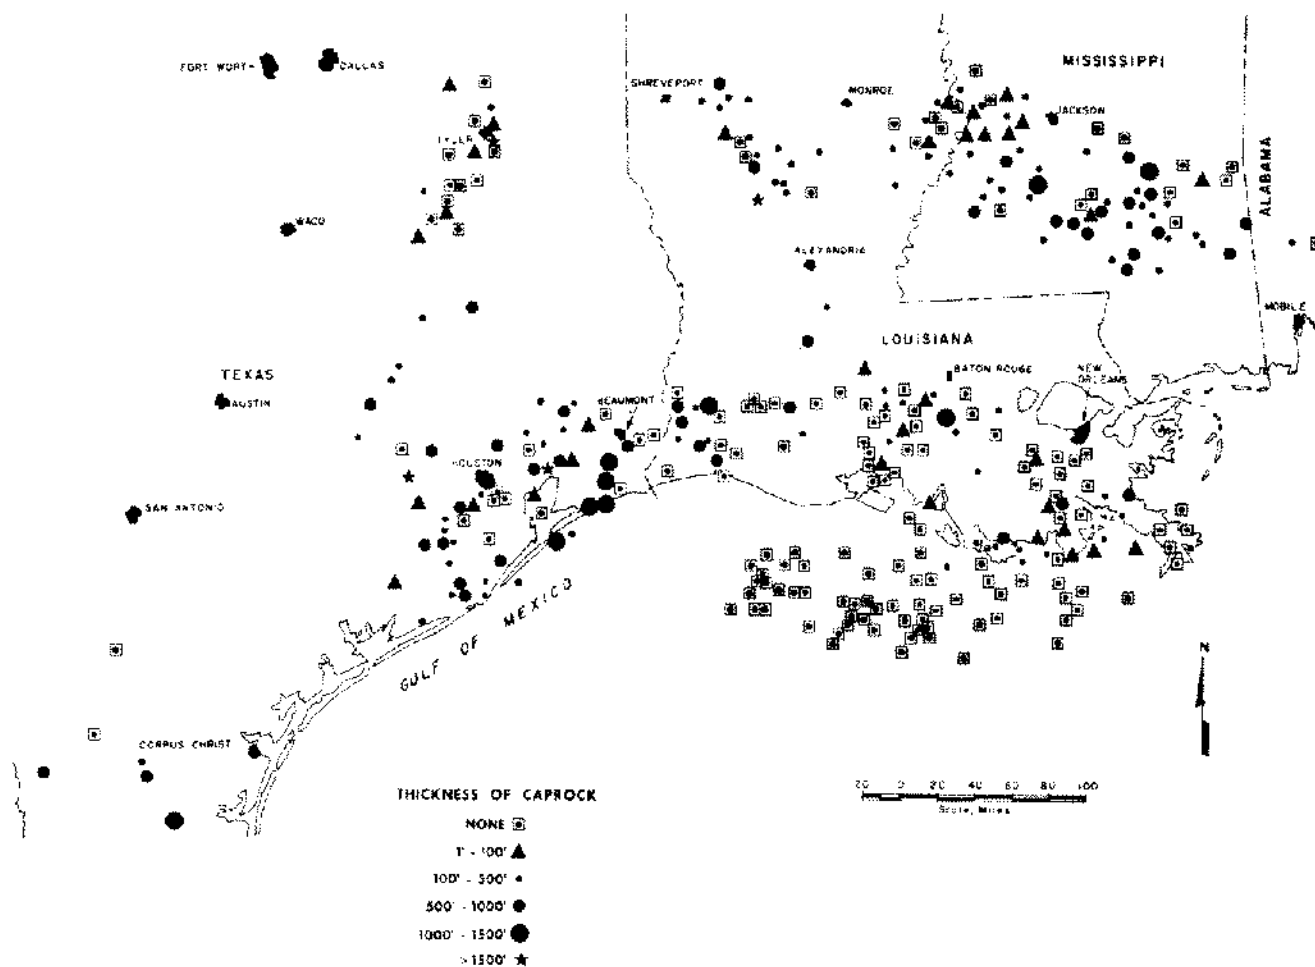 MISSISSIPPI
FORT WORTH
DALLAS
SHREVEPORT
MONROE
JACKSON
TYLER
ALABAMA
WACO
ALEXANDRIA
MOBILE
LOUISIANA
TEXAS
BATON ROUGE
NEW
ORLEANS
AUSTIN
BEAUMONT
HOUSTON
SAN ANTONIO
GULF OF MEXICO
N
CORPUS CHRIST
20 0 20 40 60 80 100
Scale, Miles
THICKNESS OF CAPROCK
NONE
1' - 100'
100' - 500'
500' - 1000'
1000' - 1500'
>1500'